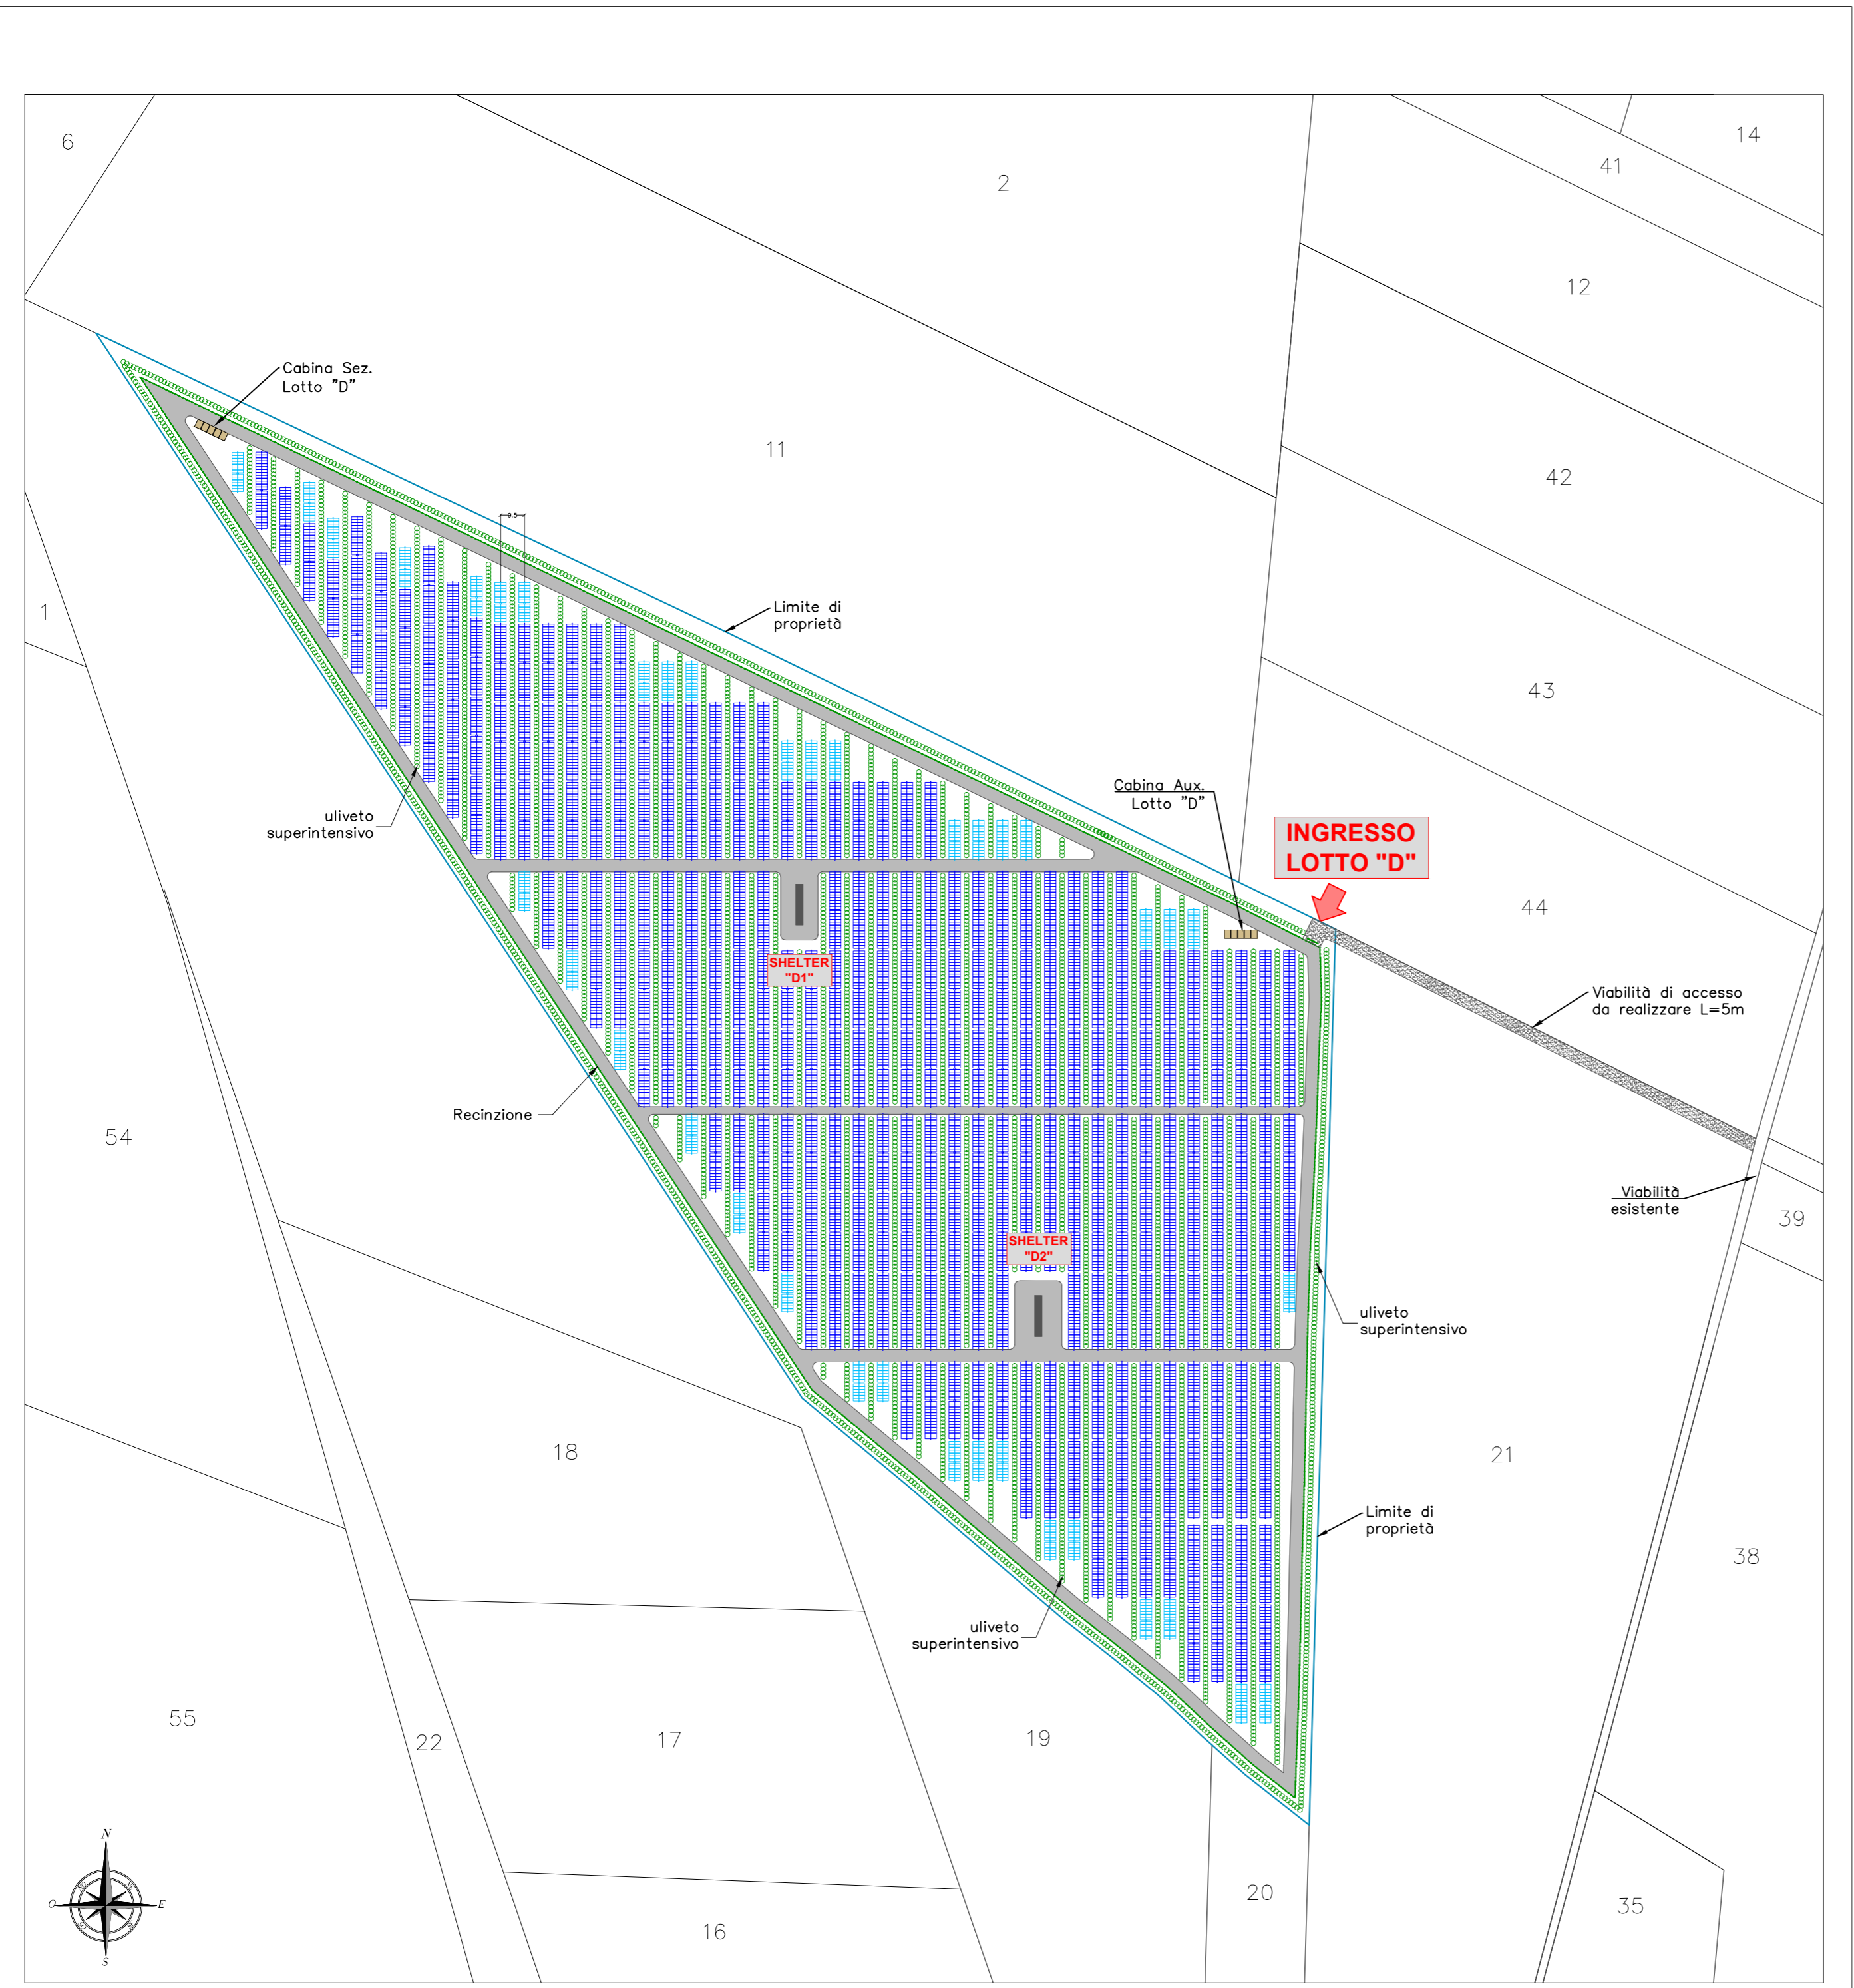 6
2
14
41
12
Cabina Sez.
Lotto "D"
11
42
9.5
1
Limite di
proprietà
43
Cabina Aux.
Lotto "D"
uliveto
superintensivo
INGRESSO
LOTTO "D"
44
SHELTER
"D1"
Viabilità di accesso
da realizzare L=5m
Recinzione
54
Viabilità
esistente
39
SHELTER
"D2"
uliveto
superintensivo
18
21
Limite di
proprietà
38
uliveto
superintensivo
55
22
17
19
N
O
E
S
20
35
16